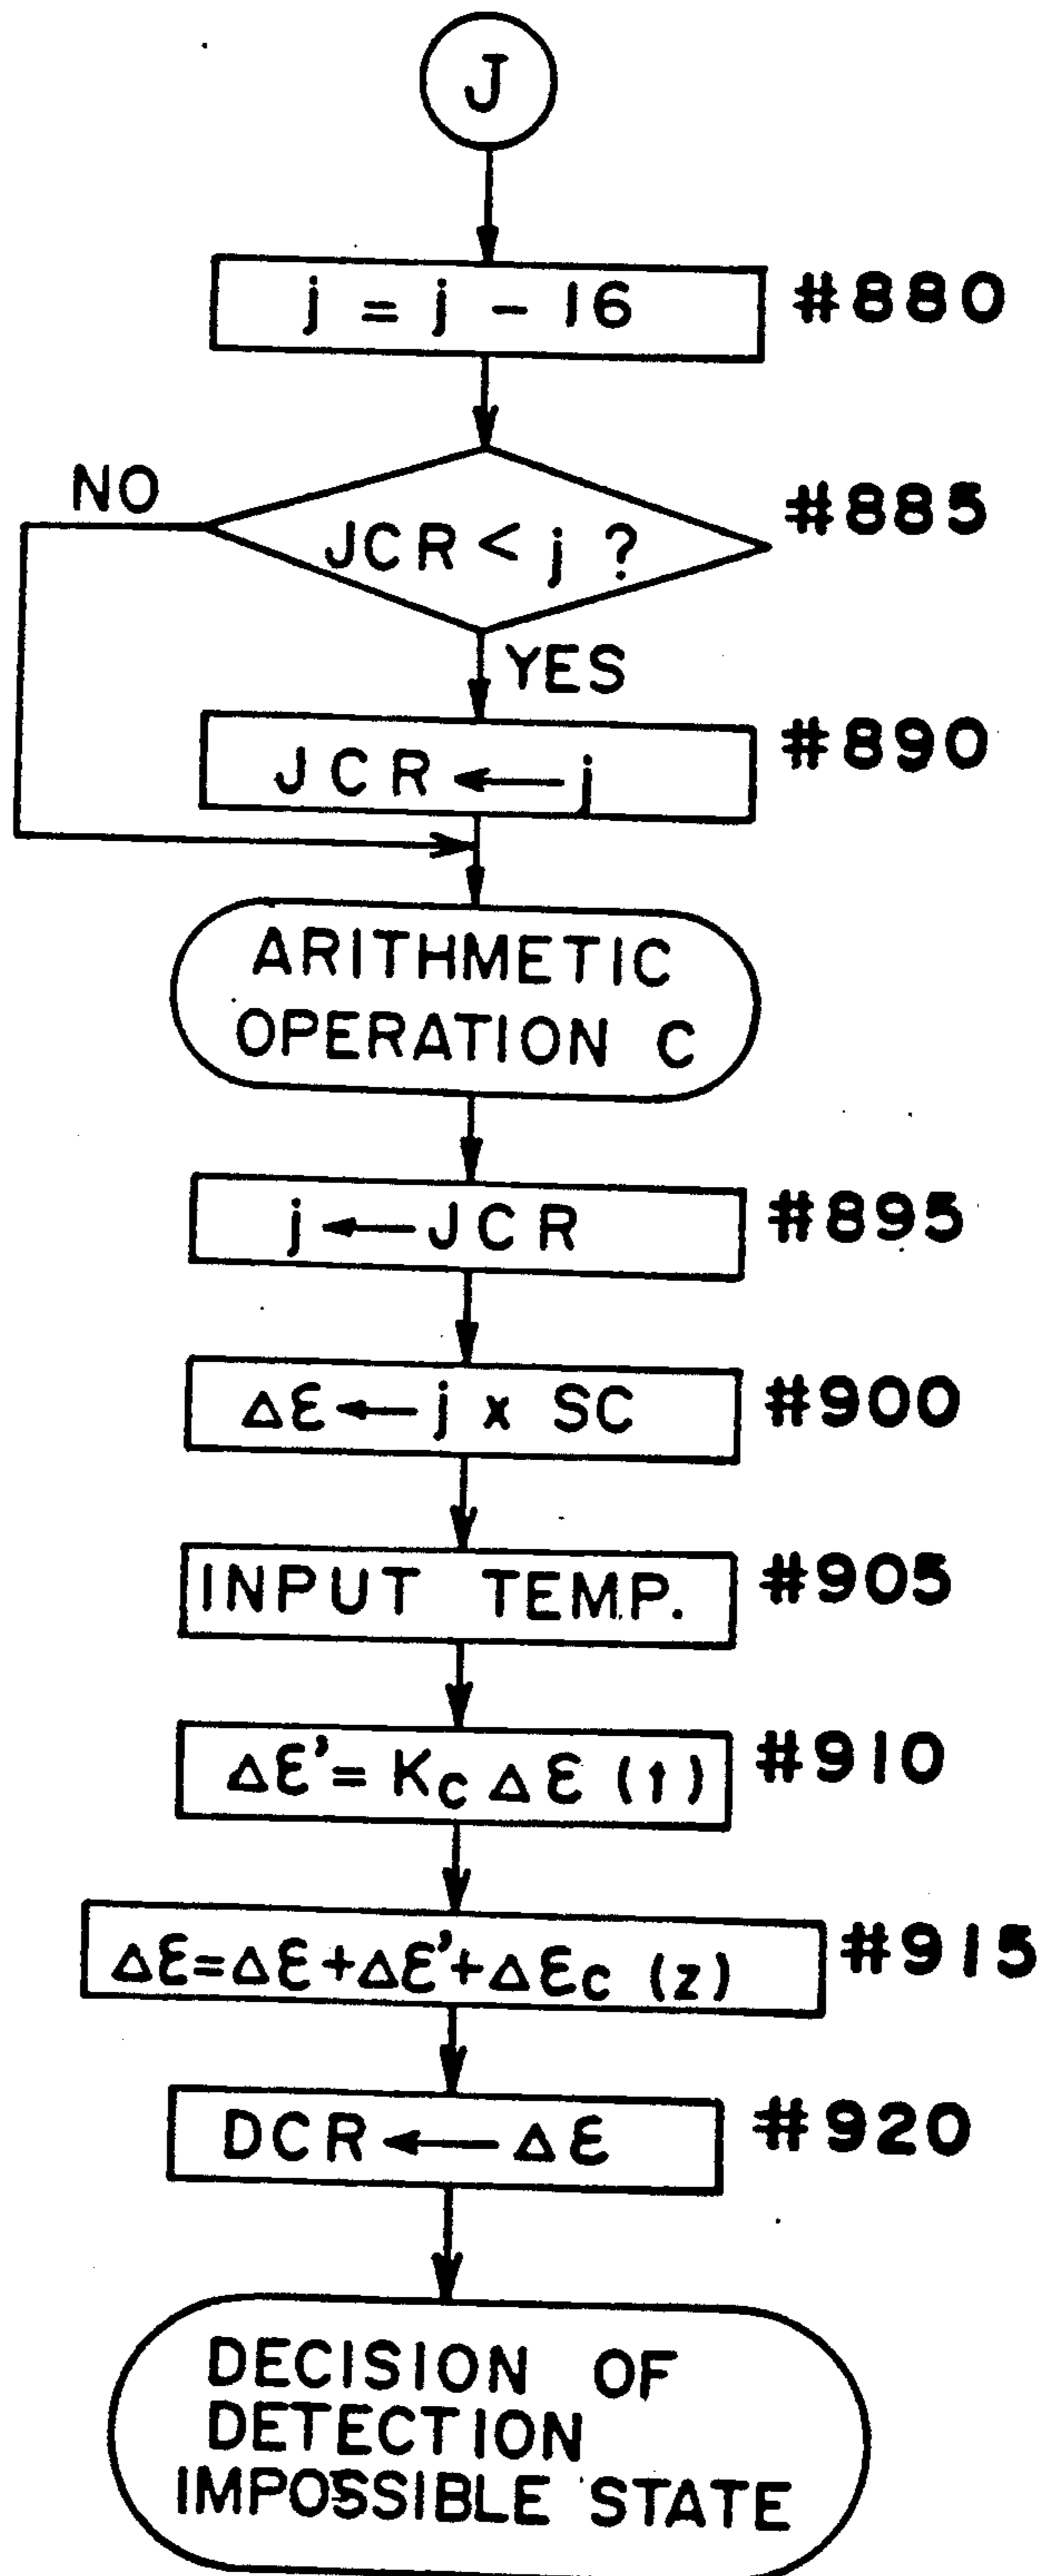 J
j = j - 16 #880
NO
JCR < j ? #885
YES
JCR ← j #890
ARITHMETIC
OPERATION C
j ← JCR #895
Δε ← j x SC #900
INPUT TEMP. #905
Δε' = Kc Δε (t) #910
Δε=Δε+Δε'+Δεc (z) #915
DCR ← Δε #920
DECISION OF
DETECTION
IMPOSSIBLE STATE